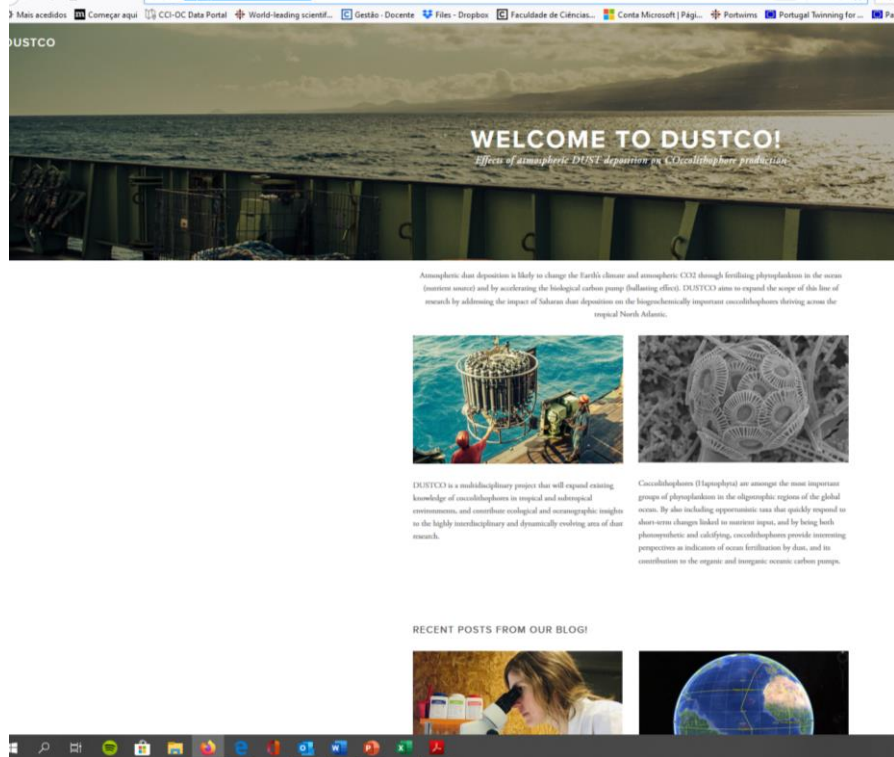 Mais acedidos Começar aqui CCI-OC Data Portal World-leading scientif... Gestão - Docente Files - Dropbox Faculdade de Ciências... Conta Microsoft | Pági... Portwims Portugal Twinning for ... Pa
DUSTCO
WELCOME TO DUSTCO!
Effects of atmospheric DUST deposition on COccolithophore production
Atmospheric dust deposition is likely to change the Earth's climate and atmospheric CO2 through fertilising phytoplankton in the ocean
(nutrient source) and by accelerating the biological carbon pump (ballasting effect). DUSTCO aims to expand the scope of this line of
research by addressing the impact of Saharan dust deposition on the biogeochemically important coccolithophores thriving across the
tropical North Atlantic.
DUSTCO is a multidisciplinary project that will expand existing
knowledge of coccolithophores in tropical and subtropical
environments, and contribute ecological and oceanographic insights
to the highly interdisciplinary and dynamically evolving area of dust
research.
Coccolithophores (Haptophyta) are amongst the most important
groups of phytoplankton in the oligotrophic regions of the global
ocean. By also including opportunistic taxa that quickly respond to
short-term changes linked to nutrient input, and by being both
photosynthetic and calcifying, coccolithophores provide interesting
perspectives as indicators of ocean fertilization by dust, and its
contribution to the organic and inorganic oceanic carbon pumps.
RECENT POSTS FROM OUR BLOG!